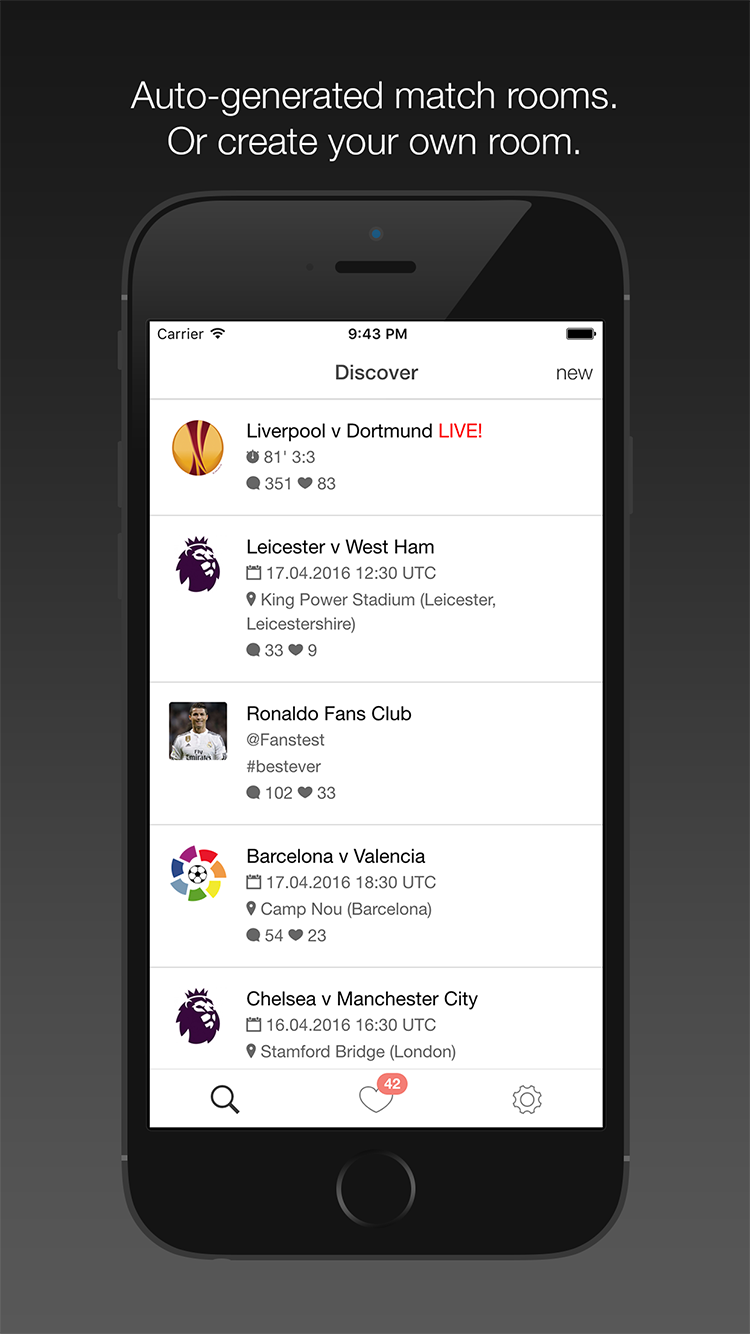 Auto-generated match rooms.
Or create your own room.
Carrier 9:43 PM
Discover new
Liverpool v Dortmund LIVE!
81' 3:3
351 83
Leicester v West Ham
17.04.2016 12:30 UTC
King Power Stadium (Leicester,
Leicestershire)
33 9
Ronaldo Fans Club
@Fanstest
#bestever
102 33
Fly
Emirates
Barcelona v Valencia
17.04.2016 18:30 UTC
Camp Nou (Barcelona)
54 23
Chelsea v Manchester City
16.04.2016 16:30 UTC
Stamford Bridge (London)
42